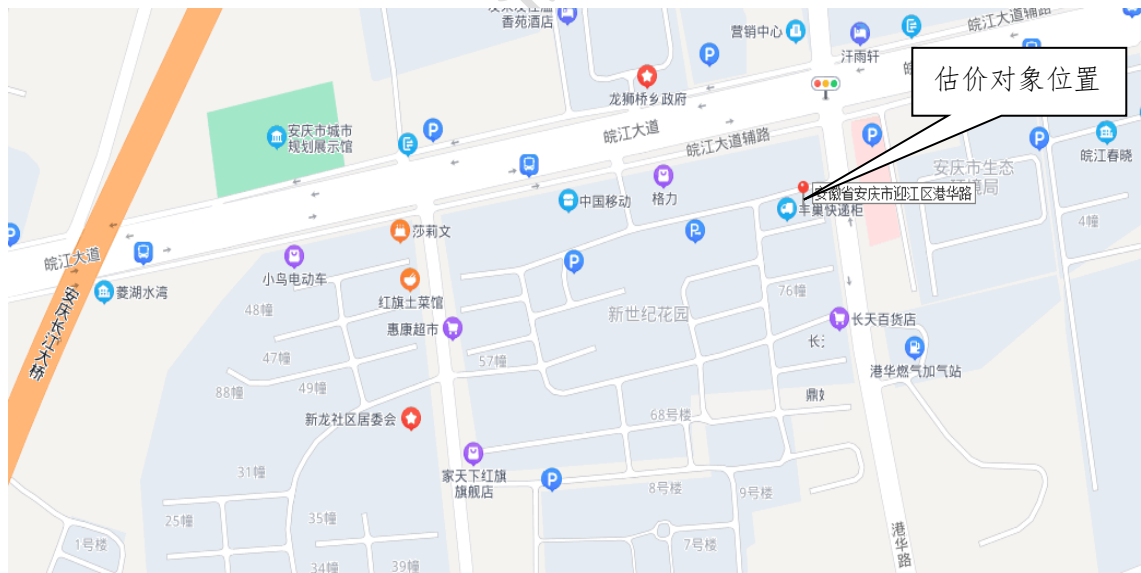 香苑酒店
营销中心
汗雨轩
皖江大道
估价对象位置
龙狮桥乡政府
安庆市城市
规划展示馆
皖江大道
皖江大道辅路
皖江春晓
安庆市生态
格力
中国移动
安徽省安庆市迎江区港华路
丰巢快递柜
4幢
莎莉文
皖江大道
小鸟电动车
菱湖水湾
红旗土菜馆
76幢
48幢
新世纪花园
惠康超市
长天百货店
安庆长江大桥
47幢
57幢
港华燃气加气站
88幢
49幢
新龙社区居委会
68号楼
31幢
家天下红旗
旗舰店
8号楼
9号楼
25幢
35幢
1号楼
7号楼
港华路
34幢
39幢